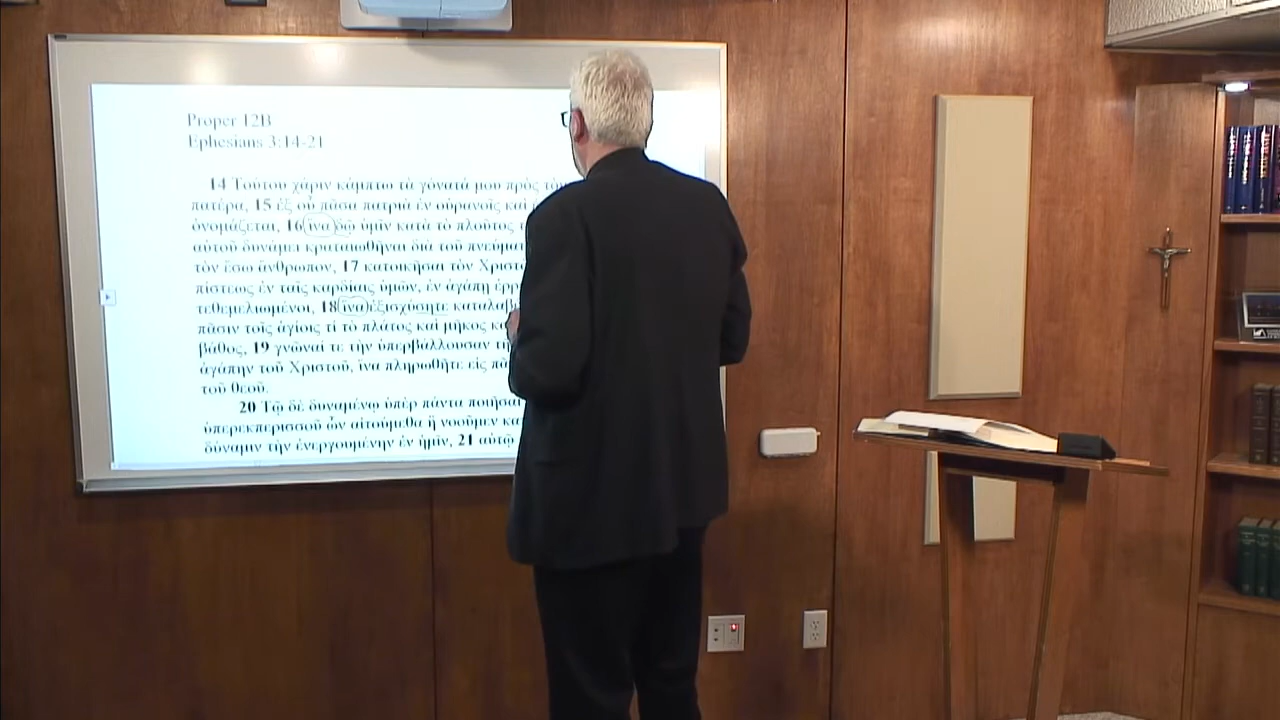 Proper 12B
Ephesians 3:14-21
14 Τούτου χάριν κάμπτω τὰ γόνατά μου πρὸς τὸν
πατέρα, 15 ἐξ οὗ πᾶσα πατριὰ ἐν οὐρανοῖς καὶ
ὀνομάζεται, 16 ἵνα δῷ ὑμῖν κατὰ τὸ πλοῦτος
αὐτοῦ δυνάμει κραταιωθῆναι διὰ τοῦ πνεύματ
τὸν ἔσω ἄνθρωπον, 17 κατοικῆσαι τὸν Χριστὸ
πίστεως ἐν ταῖς καρδίαις ὑμῶν, ἐν ἀγάπῃ ἐρρ
τεθεμελιωμένοι, 18 ἵνα ἐξισχύσητε καταλαβ
πᾶσιν τοῖς ἁγίοις τί τὸ πλάτος καὶ μῆκος κα
βάθος, 19 γνῶναί τε τὴν ὑπερβάλλουσαν τῆ
ἀγάπην τοῦ Χριστοῦ, ἵνα πληρωθῆτε εἰς πᾶ
τοῦ θεοῦ.
20 Τῷ δὲ δυναμένῳ ὑπὲρ πάντα ποιῆσαι
ὑπερεκπερισσοῦ ὧν αἰτούμεθα ἢ νοοῦμεν κα
δύναμιν τὴν ἐνεργουμένην ἐν ἡμῖν, 21 αὐτῷ